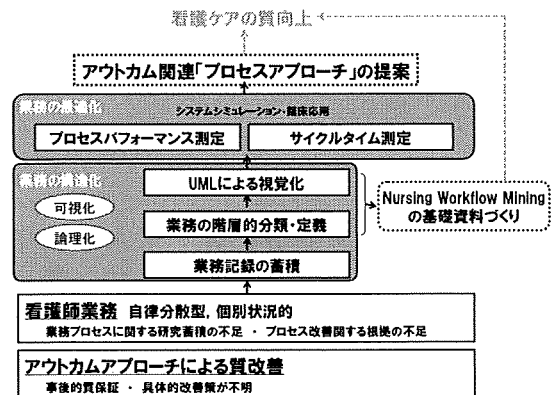 看護ケアの質向上
アウトカム関連「プロセスアプローチ」の提案
業務の最適化
システムシミュレーション・臨床応用
プロセスパフォーマンス測定
サイクルタイム測定
業務の構造化
UMLによる視覚化
可視化
論理化
業務の階層的分類・定義
業務記録の蓄積
Nursing Workflow Mining
の基礎資料づくり
看護師業務 自律分散型, 個別状況的
業務プロセスに関する研究蓄積の不足 ・ プロセス改善関する根拠の不足
アウトカムアプローチによる質改善
事後的質保証 ・ 具体的改善策が不明